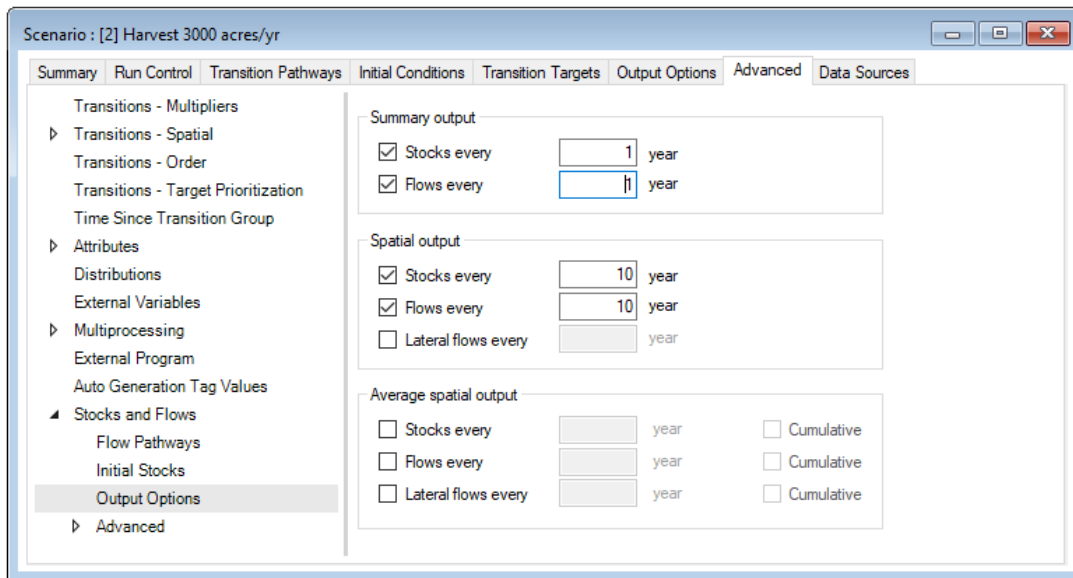 Scenario : [2] Harvest 3000 acres/yr
Summary Run Control Transition Pathways Initial Conditions Transition Targets Output Options Advanced Data Sources
Transitions - Multipliers
Transitions - Spatial
Transitions - Order
Transitions - Target Prioritization
Time Since Transition Group
Attributes
Distributions
External Variables
Multiprocessing
External Program
Auto Generation Tag Values
Stocks and Flows
Flow Pathways
Initial Stocks
Output Options
Advanced
Summary output
Stocks every 1 year
Flows every 1 year
Spatial output
Stocks every 10 year
Flows every 10 year
Lateral flows every year
Average spatial output
Stocks every year Cumulative
Flows every year Cumulative
Lateral flows every year Cumulative